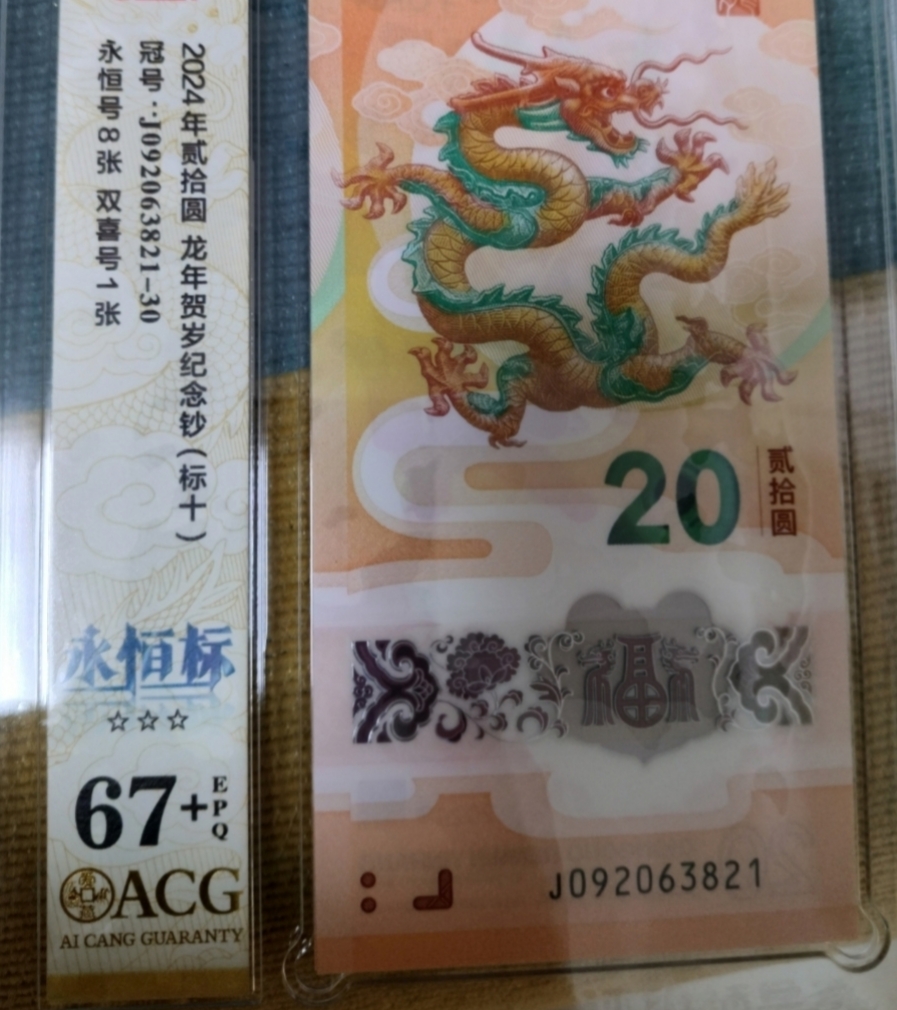 2024年贰拾圆 龙年贺岁纪念钞(标十)
冠号:J092063821-30
永恒号8张 双喜号1张
永恒标
☆☆☆
67+
EPQ
ACG
AI CANG GUARANTY
20
贰拾圆
福
J092063821